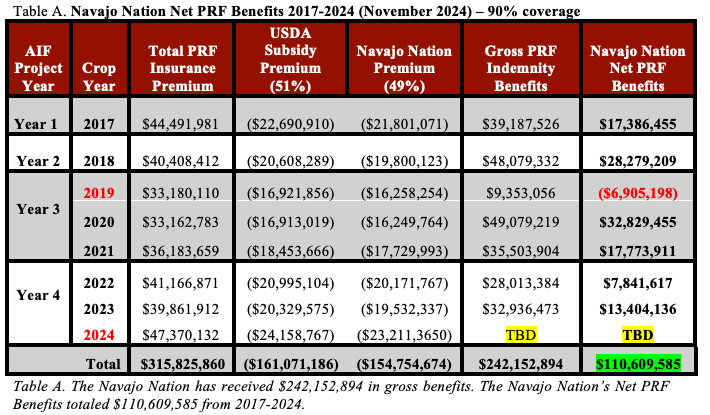 Table A. Navajo Nation Net PRF Benefits 2017-2024 (November 2024) – 90% coverage
AIF Project Year | Crop Year | Total PRF Insurance Premium | USDA Subsidy Premium (51%) | Navajo Nation Premium (49%) | Gross PRF Indemnity Benefits | Navajo Nation Net PRF Benefits
Year 1 | 2017 | $44,491,981 | ($22,690,910) | ($21,801,071) | $39,187,526 | $17,386,455
Year 2 | 2018 | $40,408,412 | ($20,608,289) | ($19,800,123) | $48,079,332 | $28,279,209
Year 3 | 2019 | $33,180,110 | ($16,921,856) | ($16,258,254) | $9,353,056 | ($6,905,198)
2020 | $33,162,783 | ($16,913,019) | ($16,249,764) | $49,079,219 | $32,829,455
2021 | $36,183,659 | ($18,453,666) | ($17,729,993) | $35,503,904 | $17,773,911
Year 4 | 2022 | $41,166,871 | ($20,995,104) | ($20,171,767) | $28,013,384 | $7,841,617
2023 | $39,861,912 | ($20,329,575) | ($19,532,337) | $32,936,473 | $13,404,136
2024 | $47,370,132 | ($24,158,767) | ($23,211,3650) | TBD | TBD
Total | $315,825,860 | ($161,071,186) | ($154,754,674) | $242,152,894 | $110,609,585
Table A. The Navajo Nation has received $242,152,894 in gross benefits. The Navajo Nation's Net PRF
Benefits totaled $110,609,585 from 2017-2024.